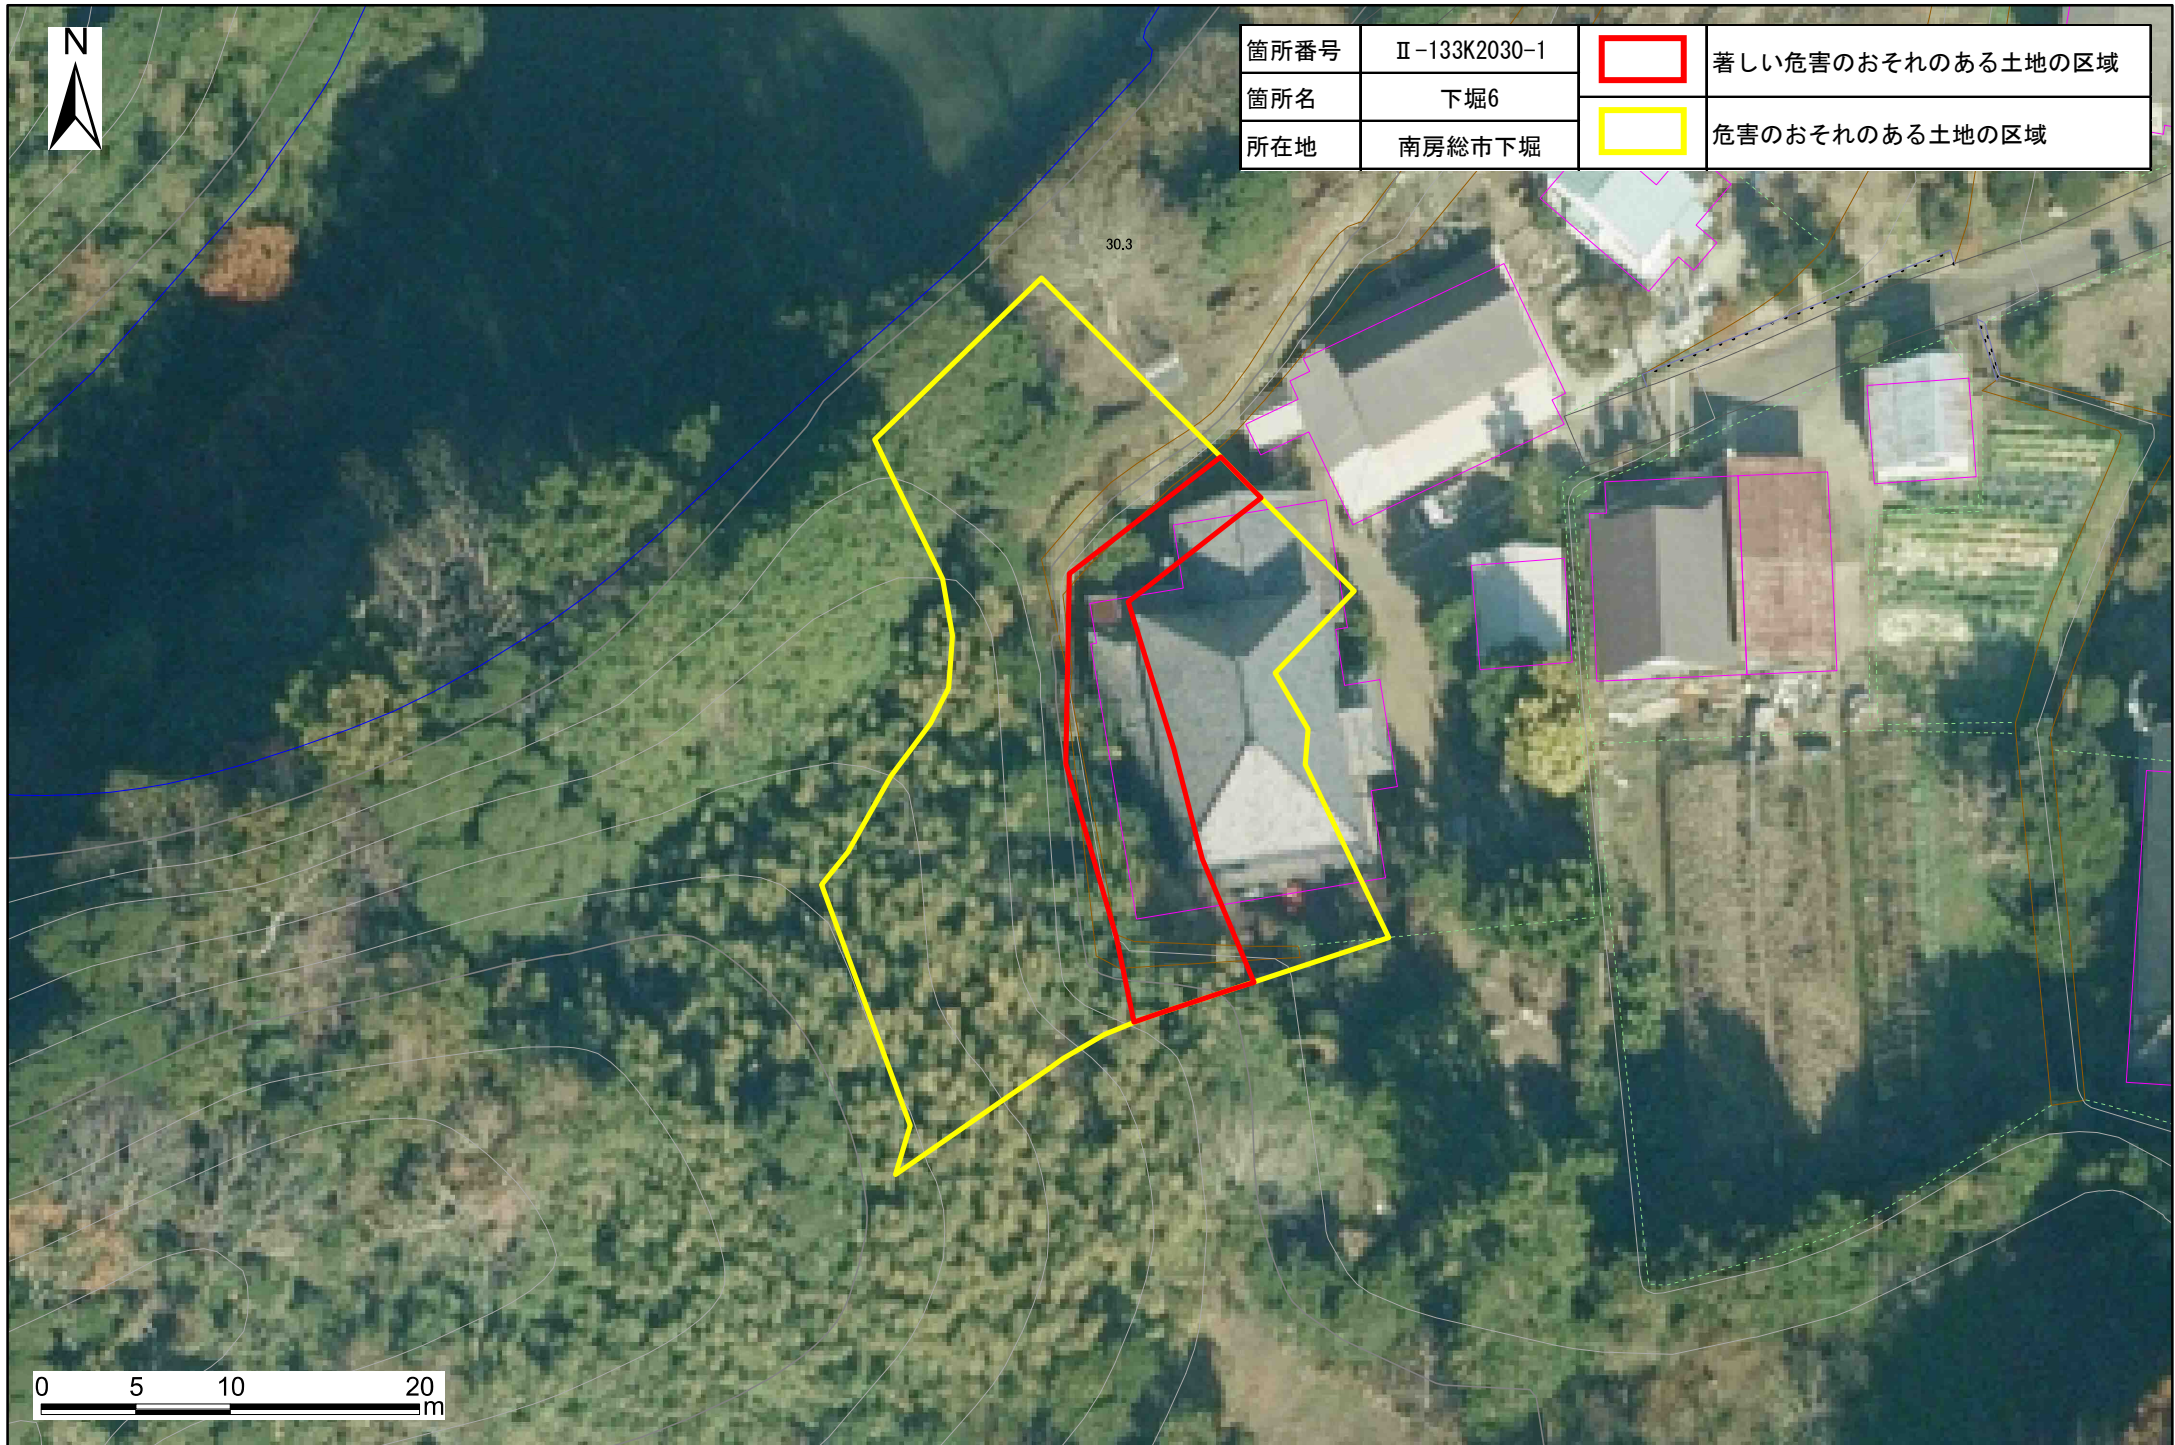 N
箇所番号 Ⅱ-133K2030-1
著しい危害のおそれのある土地の区域
箇所名 下堀6
危害のおそれのある土地の区域
所在地 南房総市下堀
30.3
0 5 10 20
m